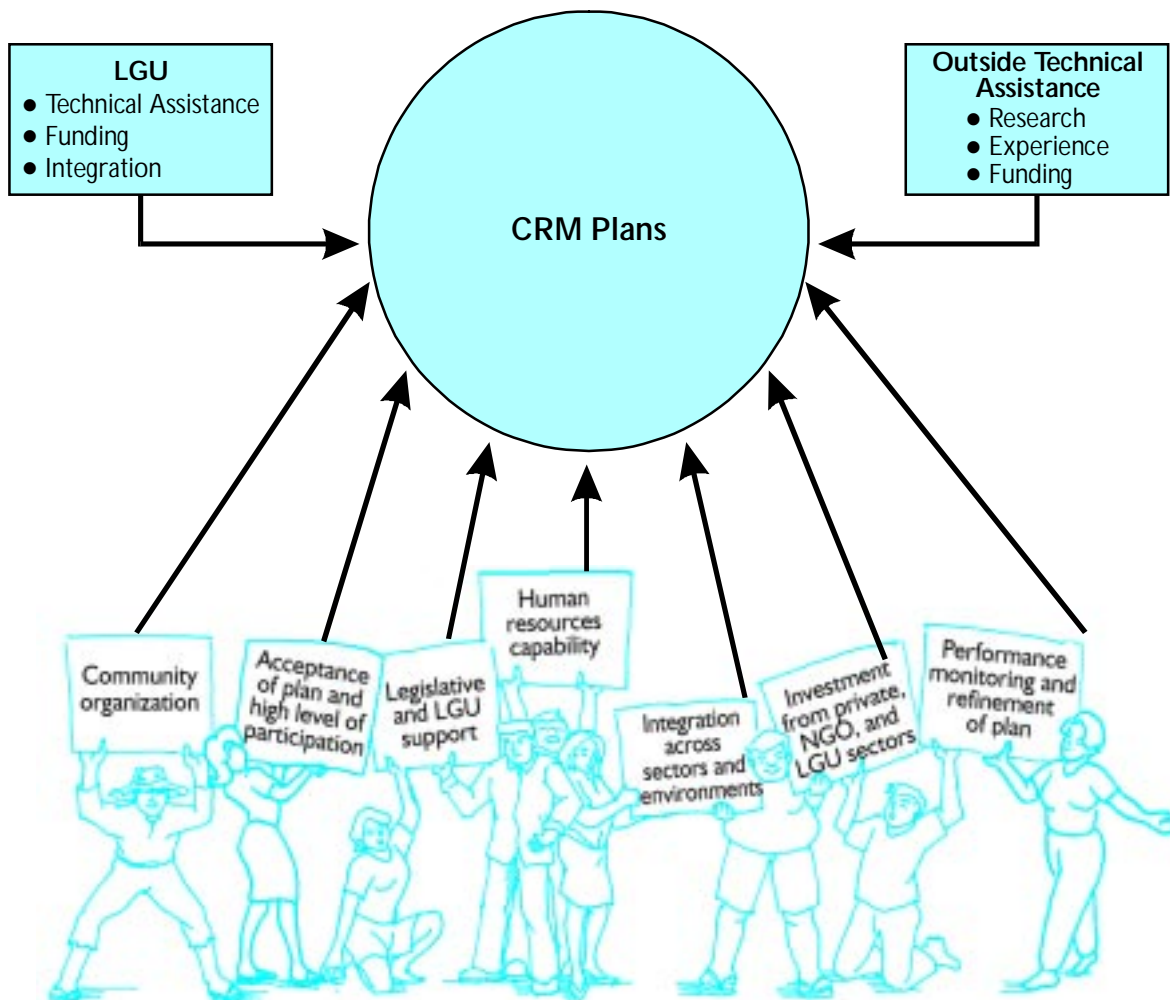 LGU
● Technical Assistance
● Funding
● Integration
Outside Technical
Assistance
● Research
● Experience
● Funding
CRM Plans
Community
organization
Acceptance
of plan and
high level of
participation
Legislative
and LGU
support
Human
resources
capability
Integration
across
sectors and
environments
Investment
from private,
NGO, and
LGU sectors
Performance
monitoring and
refinement
of plan